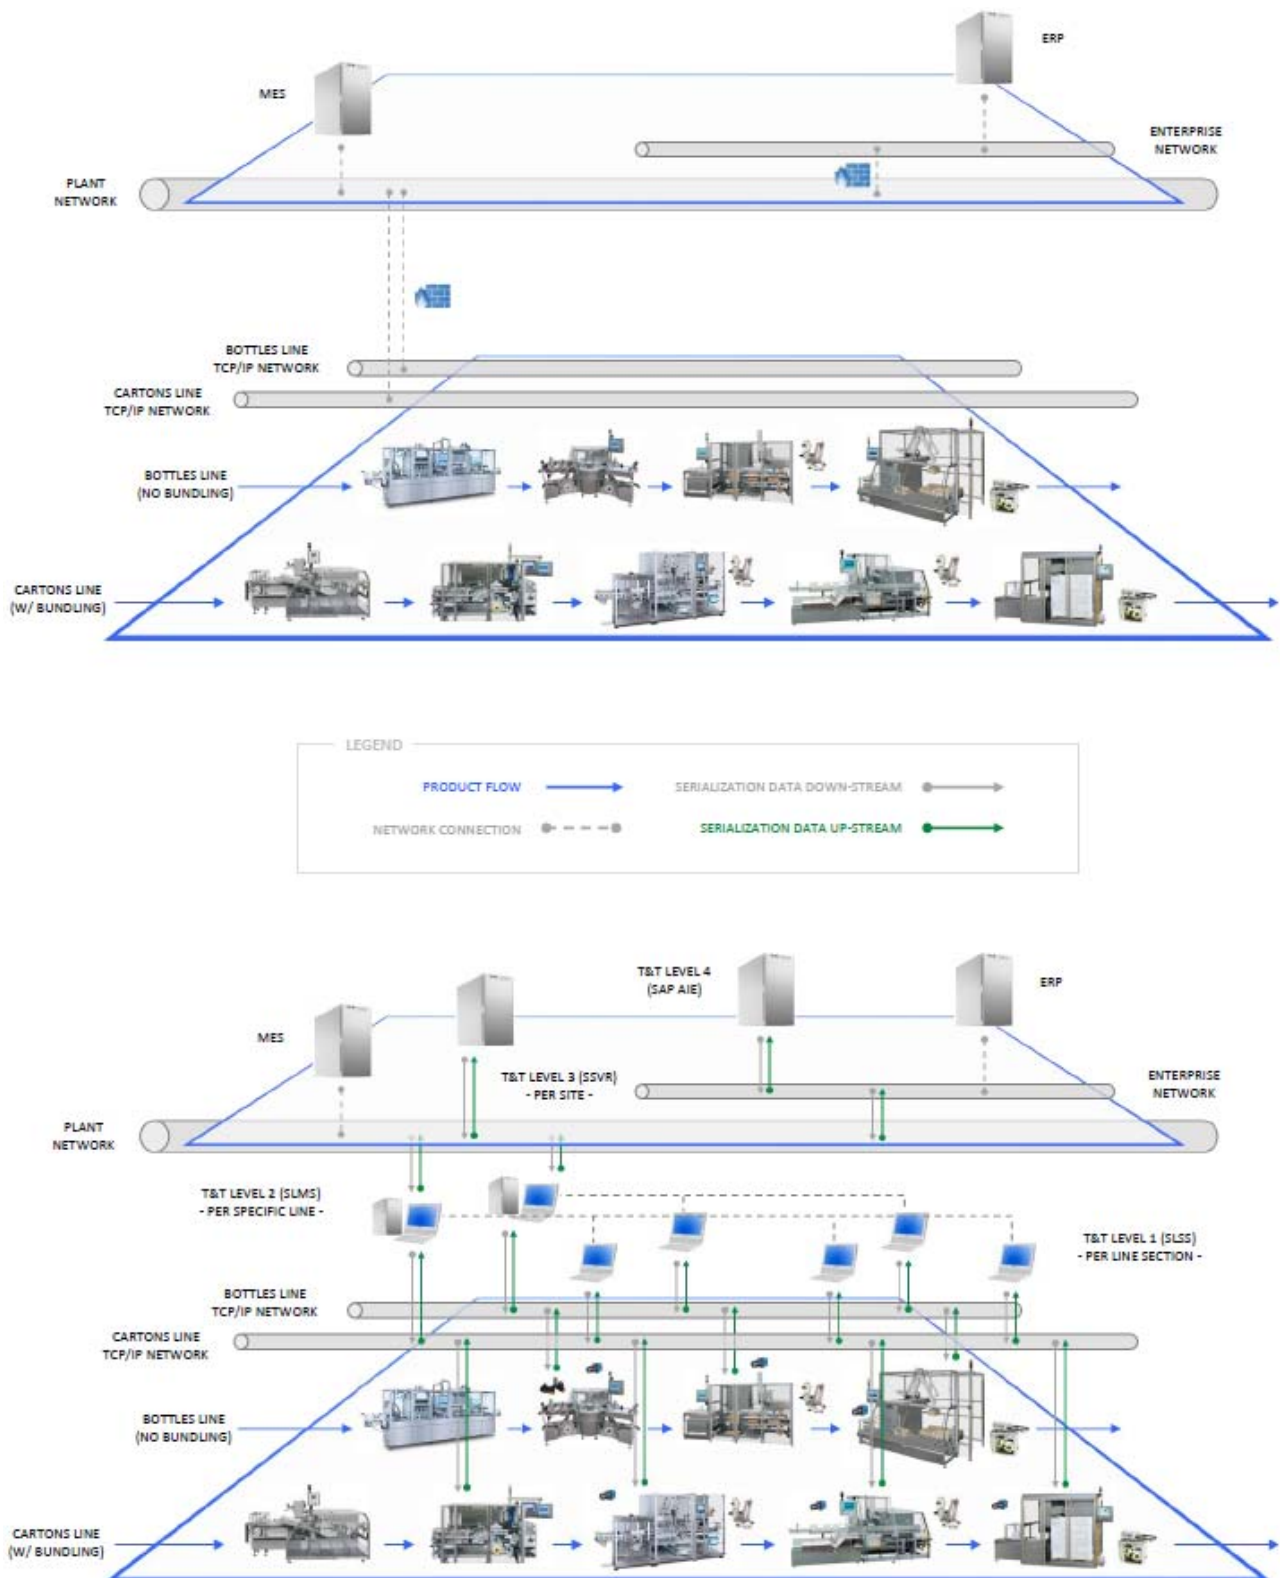 ERP
MES
ENTERPRISE
NETWORK
PLANT
NETWORK
BOTTLES LINE
TCP/IP NETWORK
CARTONS LINE
TCP/IP NETWORK
BOTTLES LINE
(NO BUNDLING)
CARTONS LINE
(W/ BUNDLING)
LEGEND
PRODUCT FLOW
SERIALIZATION DATA DOWN-STREAM
NETWORK CONNECTION
SERIALIZATION DATA UP-STREAM
T&T LEVEL 4
(SAP AIE)
ERP
MES
T&T LEVEL 3 (SSVR)
- PER SITE -
ENTERPRISE
NETWORK
PLANT
NETWORK
T&T LEVEL 2 (SLMS)
- PER SPECIFIC LINE -
T&T LEVEL 1 (SLSS)
- PER LINE SECTION -
BOTTLES LINE
TCP/IP NETWORK
CARTONS LINE
TCP/IP NETWORK
BOTTLES LINE
(NO BUNDLING)
CARTONS LINE
(W/ BUNDLING)